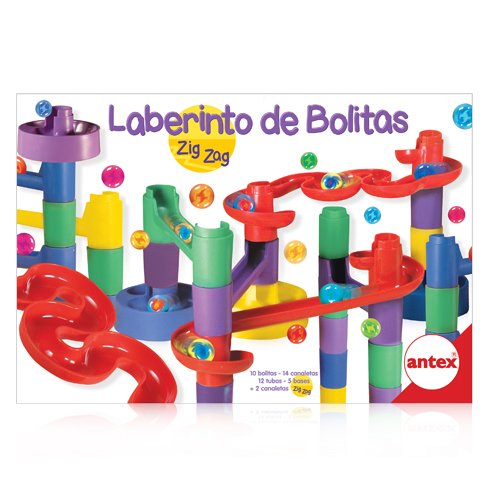 Laberinto de Bolitas
Zig Zag
10 bolitas - 14 canaletas
12 tubos - 5 bases
+ 2 canaletas Zig Zag
antex®